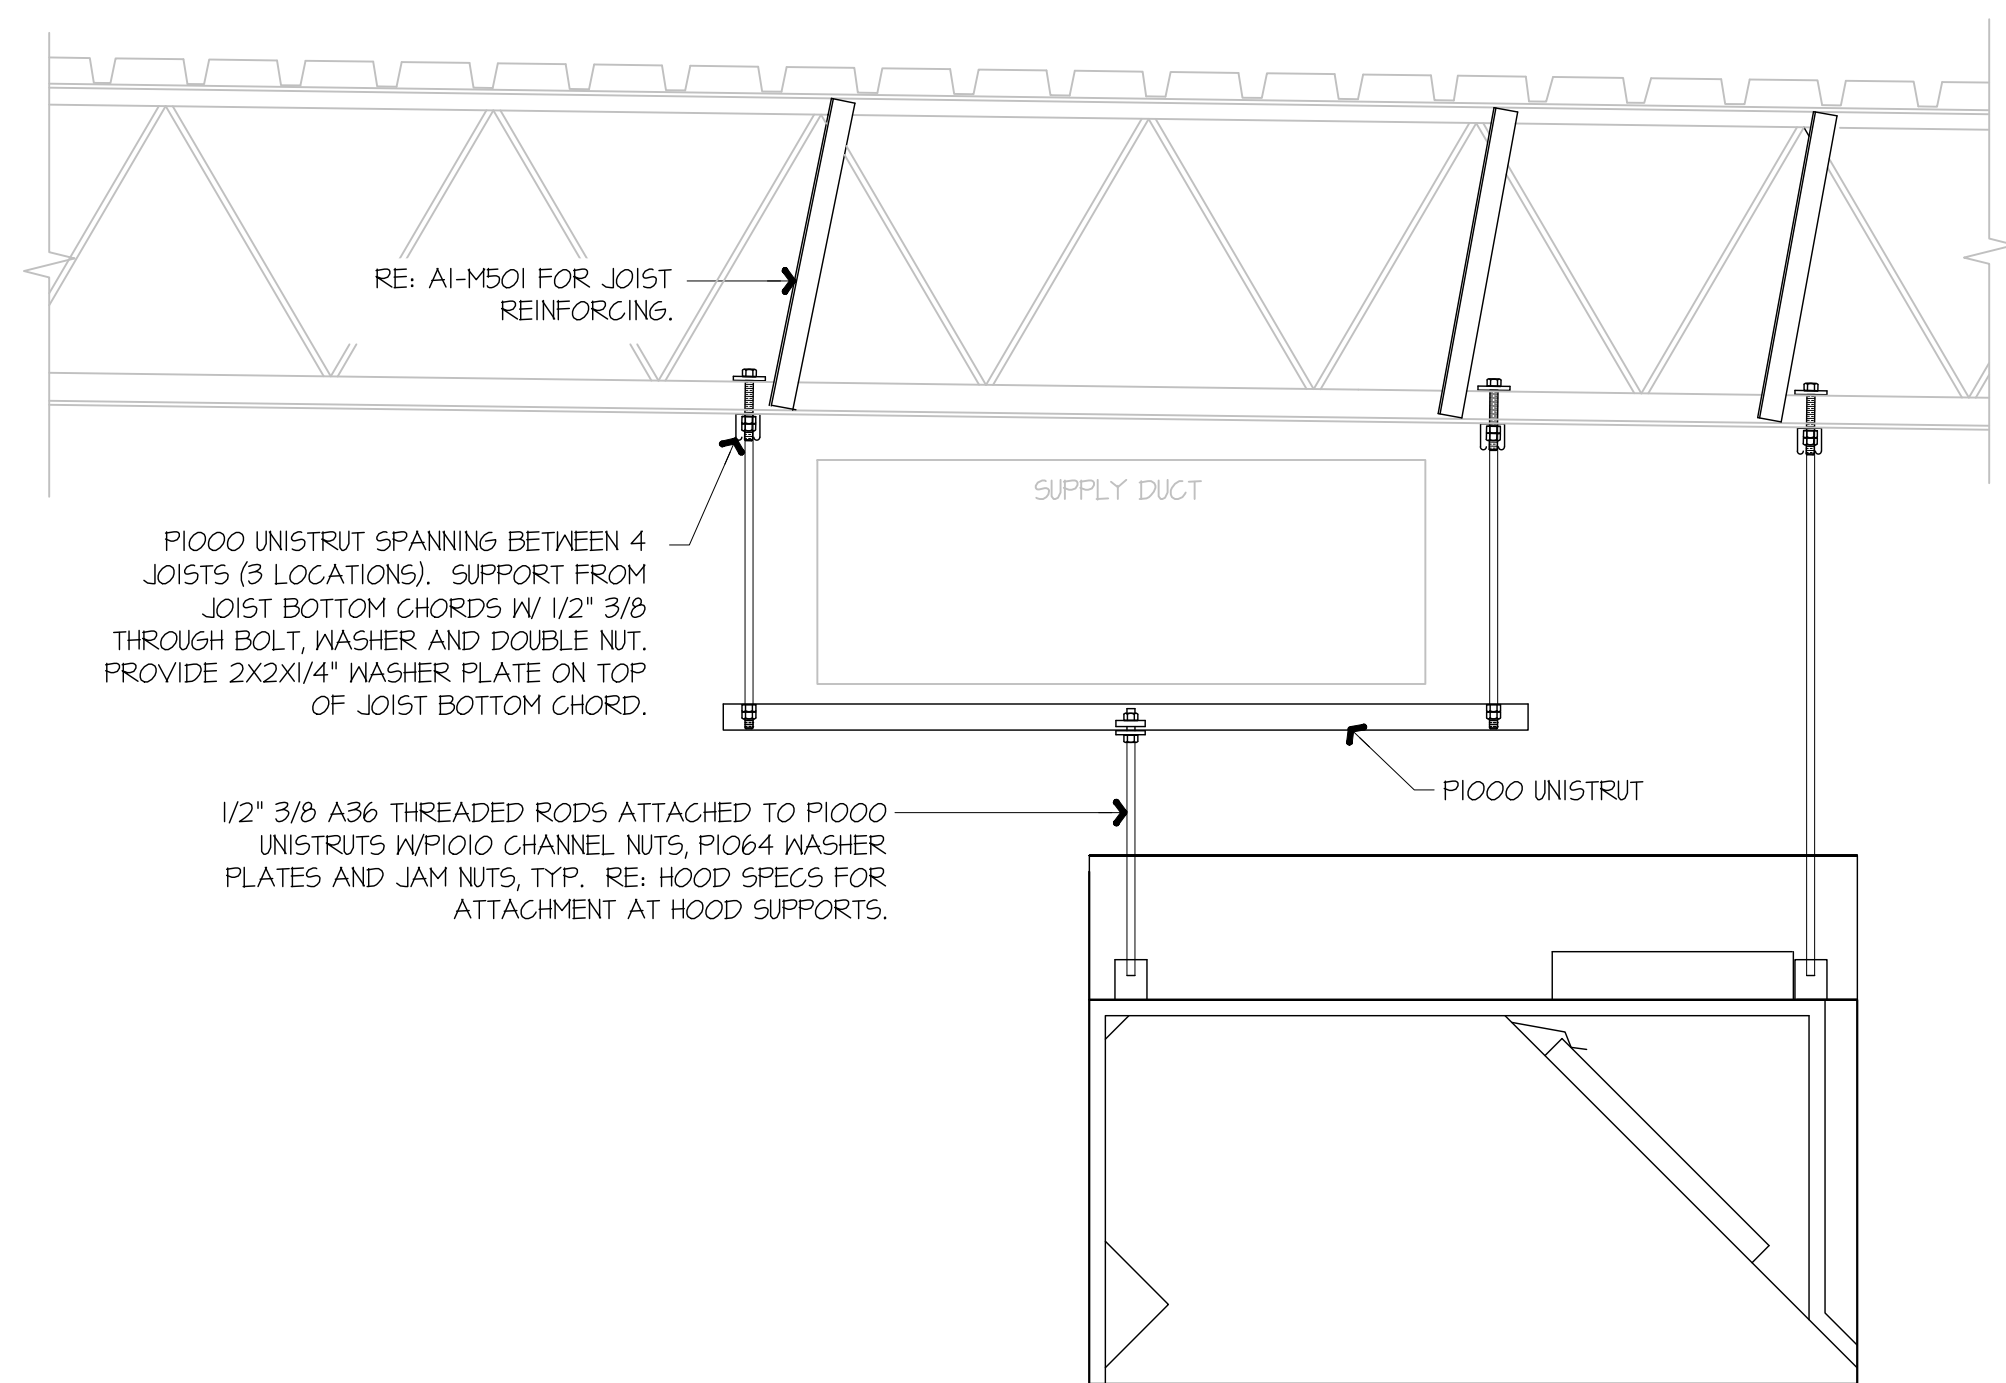 RE: A1-M501 FOR JOIST
REINFORCING.
SUPPLY DUCT
P1000 UNISTRUT SPANNING BETWEEN 4
JOISTS (3 LOCATIONS). SUPPORT FROM
JOIST BOTTOM CHORDS W/ 1/2" 3/8
THROUGH BOLT, WASHER AND DOUBLE NUT.
PROVIDE 2X2X1/4" WASHER PLATE ON TOP
OF JOIST BOTTOM CHORD.
P1000 UNISTRUT
1/2" 3/8 A36 THREADED RODS ATTACHED TO P1000
UNISTRUTS W/P1010 CHANNEL NUTS, P1064 WASHER
PLATES AND JAM NUTS, TYP. RE: HOOD SPECS FOR
ATTACHMENT AT HOOD SUPPORTS.